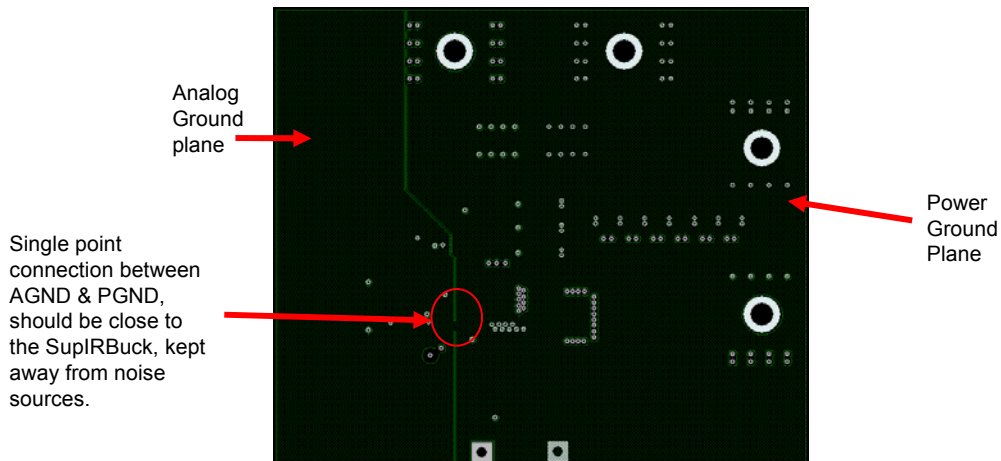 Analog
Ground
plane
Single point
connection between
AGND & PGND,
should be close to
the SupIRBuck, kept
away from noise
sources.
Power
Ground
Plane